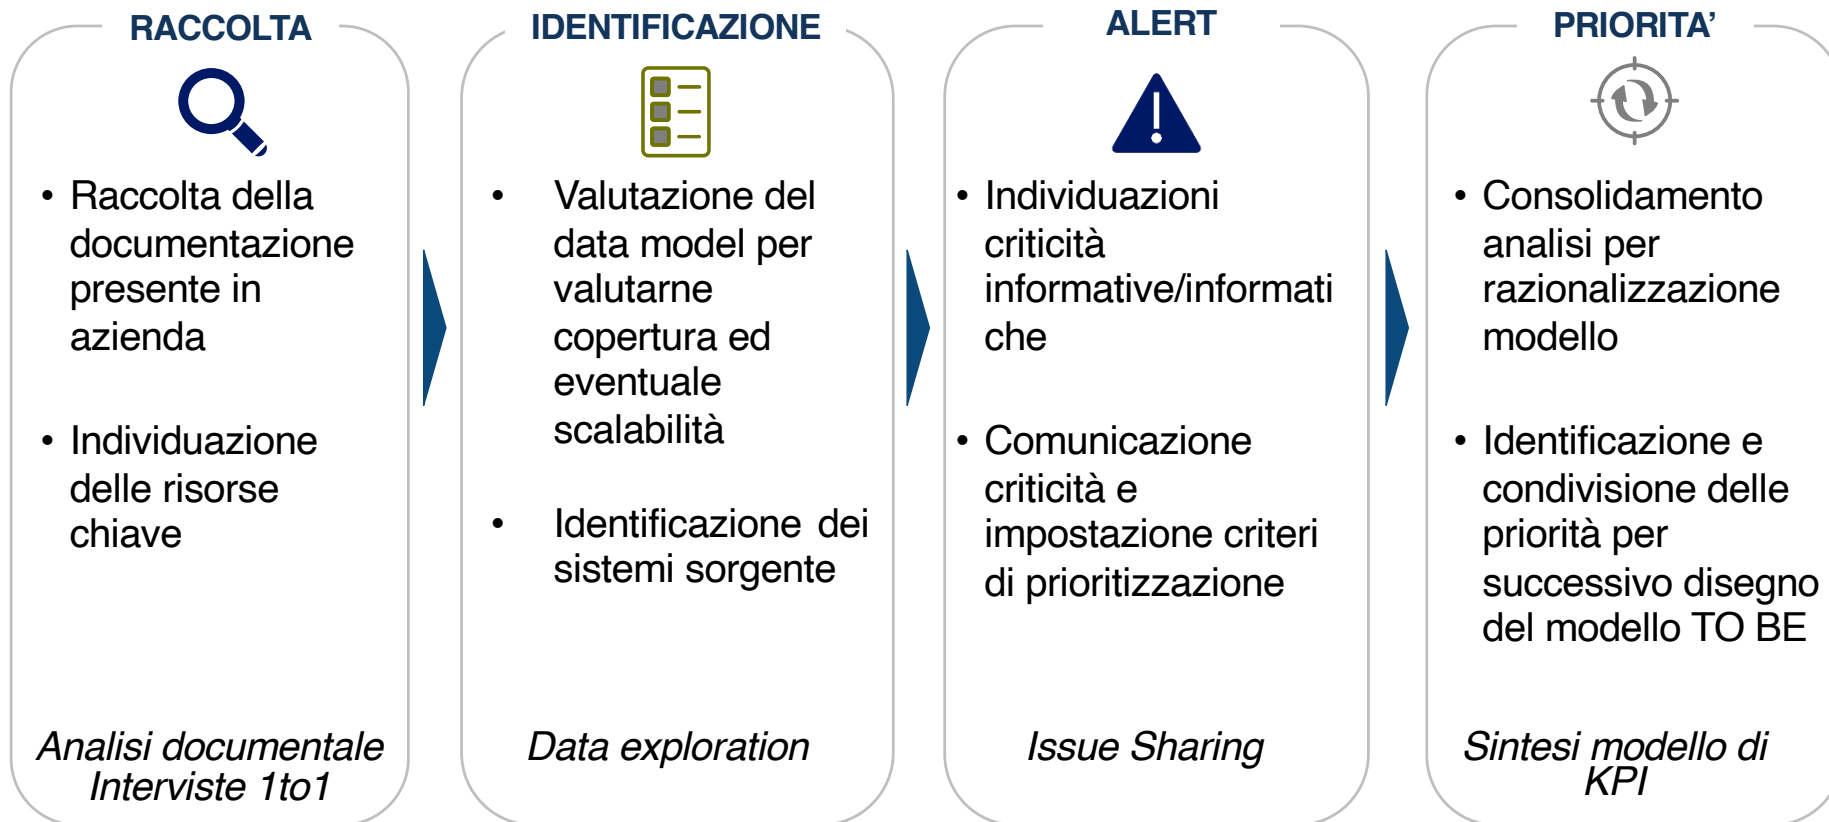 RACCOLTA
• Raccolta della
documentazione
presente in
azienda
• Individuazione
delle risorse
chiave
Analisi documentale
Interviste 1to1
IDENTIFICAZIONE
• Valutazione del
data model per
valutarne
copertura ed
eventuale
scalabilità
• Identificazione dei
sistemi sorgente
Data exploration
ALERT
• Individuazioni
criticità
informative/informati
che
• Comunicazione
criticità e
impostazione criteri
di prioritizzazione
Issue Sharing
PRIORITA’
• Consolidamento
analisi per
razionalizzazione
modello
• Identificazione e
condivisione delle
priorità per
successivo disegno
del modello TO BE
Sintesi modello di
KPI